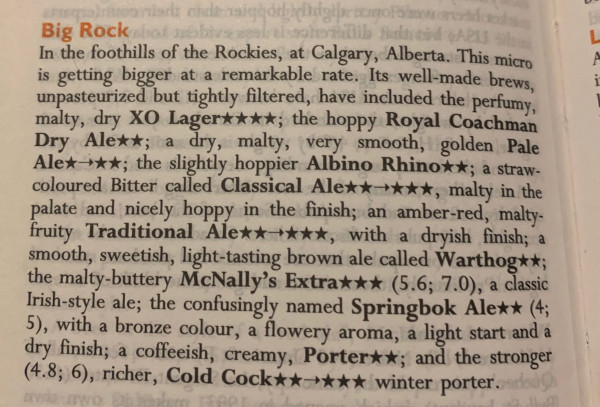 Big Rock
In the foothills of the Rockies, at Calgary, Alberta. This micro
is getting bigger at a remarkable rate. Its well-made brews,
unpasteurized but tightly filtered, have included the perfumy,
malty, dry XO Lager★★★★; the hoppy Royal Coachman
Dry Ale★★; a dry, malty, very smooth, golden Pale
Ale★→★★; the slightly hoppier Albino Rhino★★; a straw-
coloured Bitter called Classical Ale★★→★★★, malty in the
palate and nicely hoppy in the finish; an amber-red, malty-
fruity Traditional Ale★★→★★★, with a dryish finish; a
smooth, sweetish, light-tasting brown ale called Warthog★★;
the malty-buttery McNally's Extra★★★ (5.6; 7.0), a classic
Irish-style ale; the confusingly named Springbok Ale★★ (4;
5), with a bronze colour, a flowery aroma, a light start and a
dry finish; a coffeeish, creamy, Porter★★; and the stronger
(4.8; 6), richer, Cold Cock★★→★★★ winter porter.